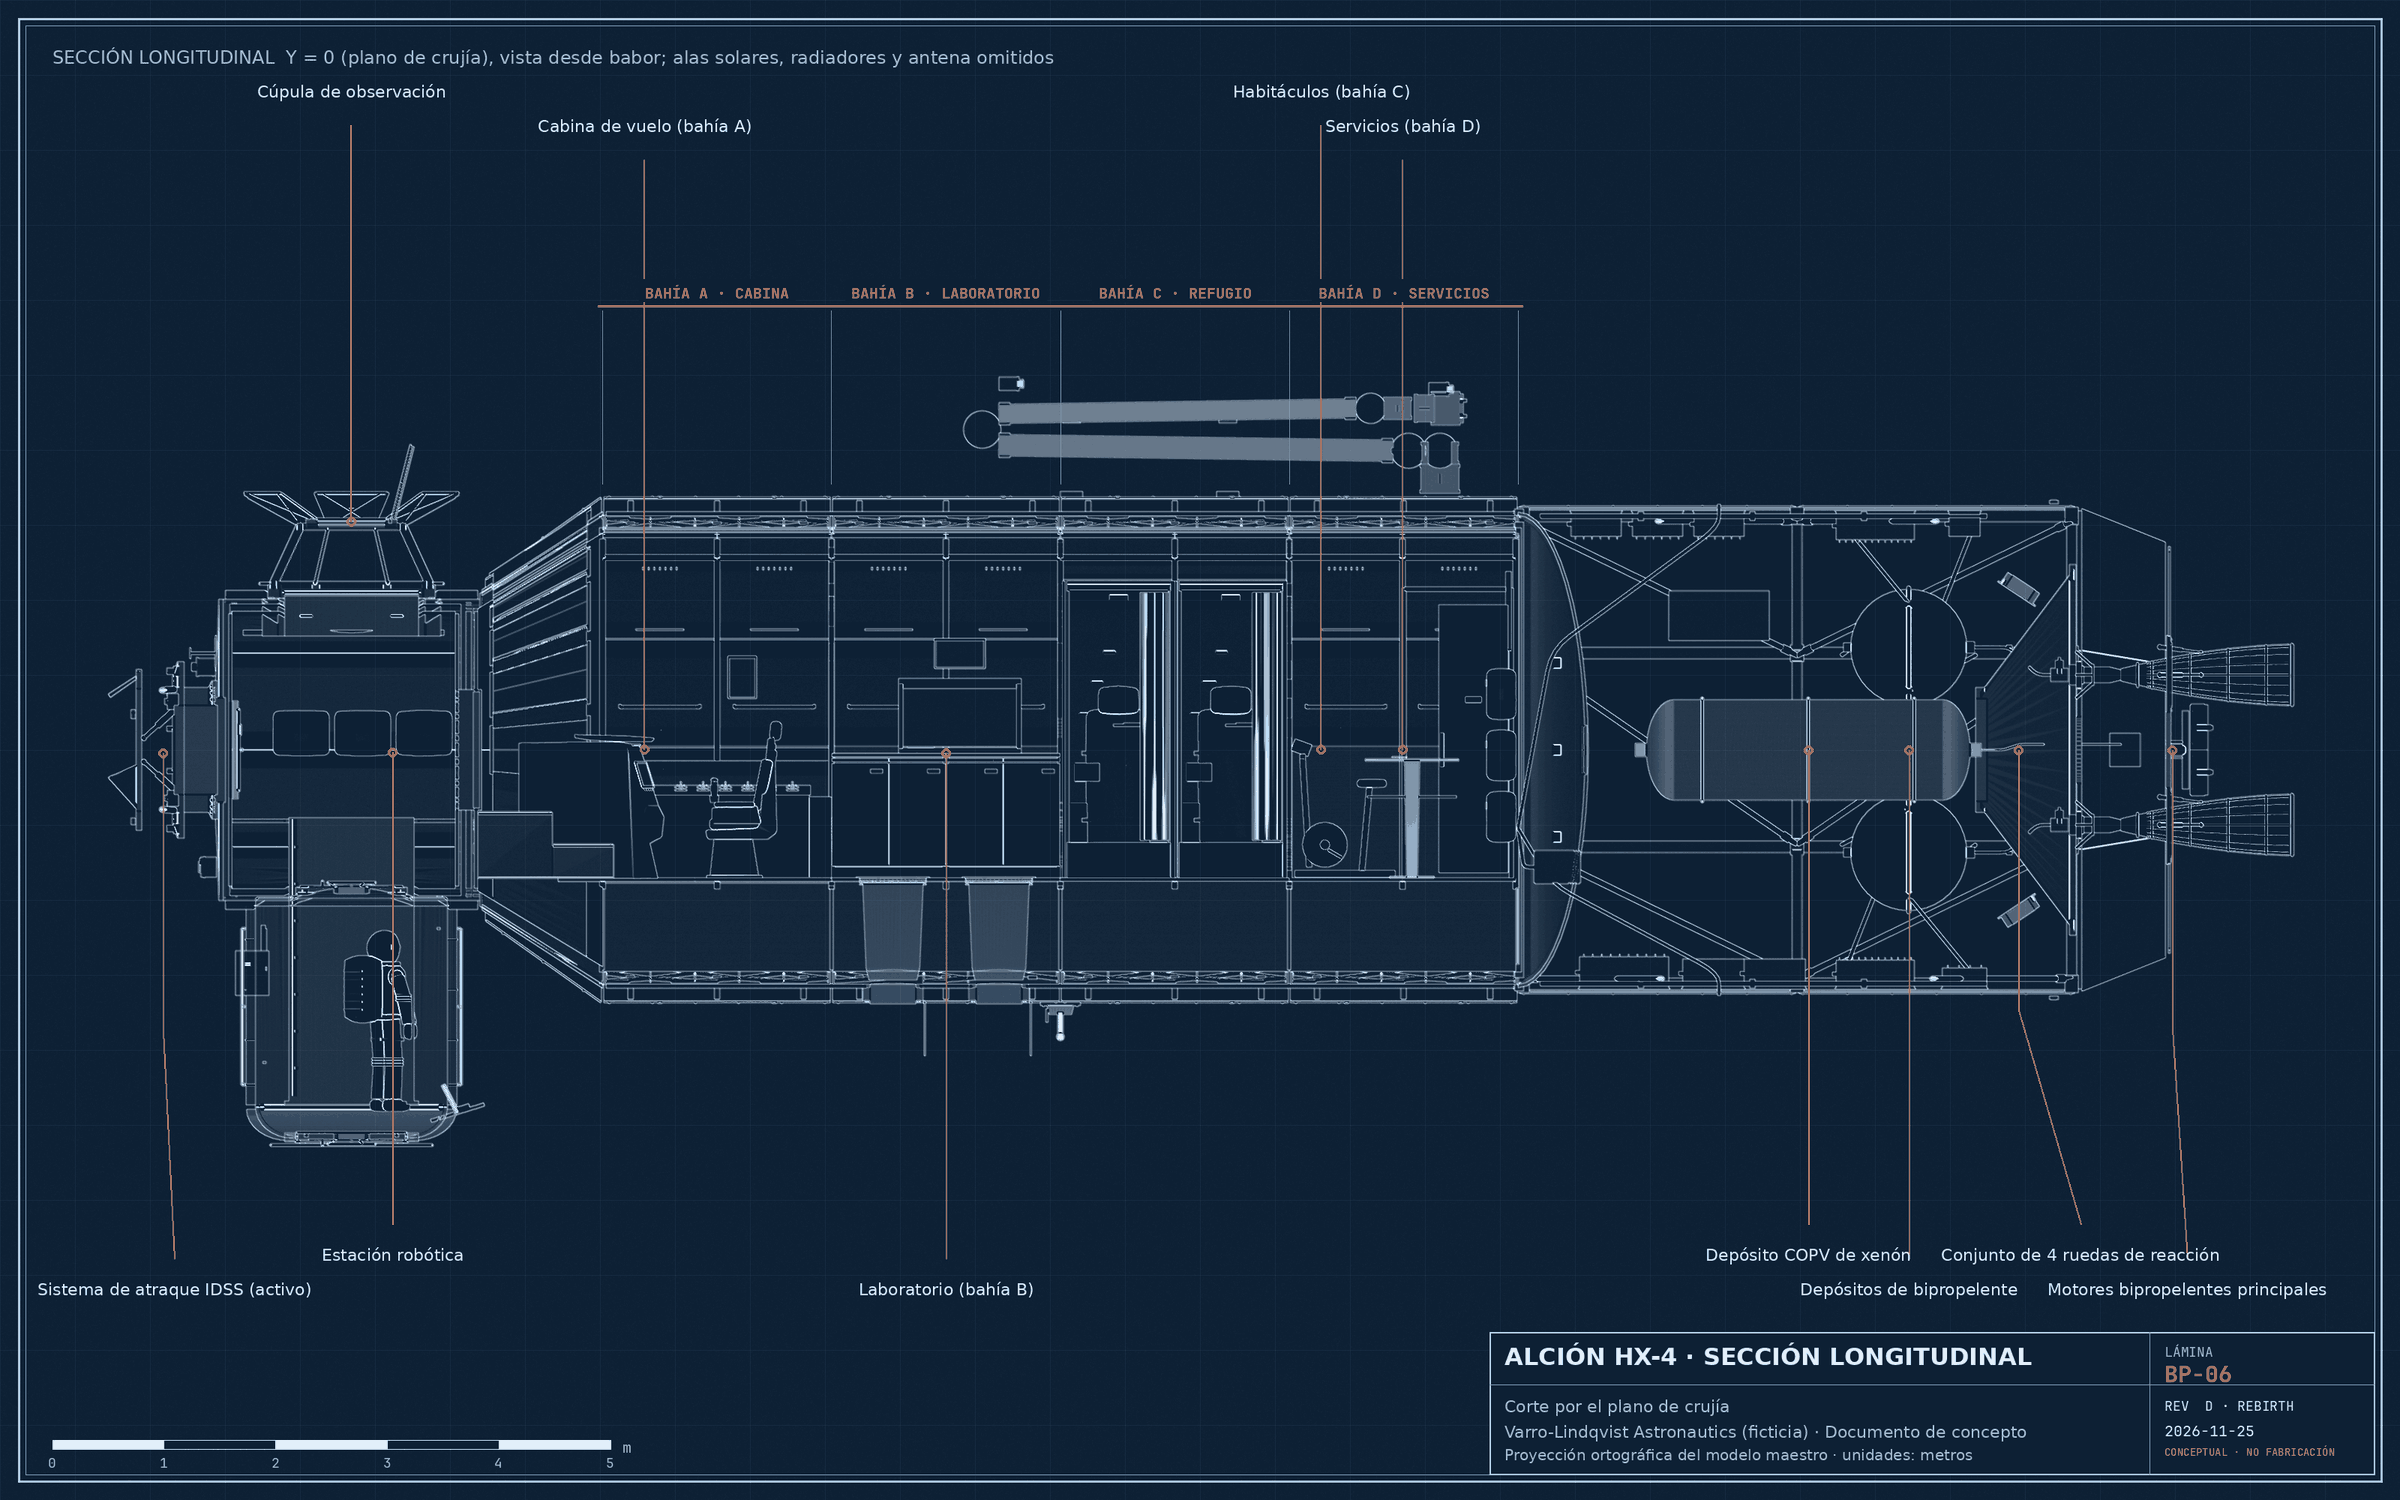 SECCIÓN LONGITUDINAL  Y = 0 (plano de crujía), vista desde babor; alas solares, radiadores y antena omitidos
Cúpula de observación
Habitáculos (bahía C)
Cabina de vuelo (bahía A)
Servicios (bahía D)
BAHÍA A · CABINA
BAHÍA B · LABORATORIO
BAHÍA C · REFUGIO
BAHÍA D · SERVICIOS
Estación robótica
Depósito COPV de xenón
Conjunto de 4 ruedas de reacción
Sistema de atraque IDSS (activo)
Laboratorio (bahía B)
Depósitos de bipropelente
Motores bipropelentes principales
ALCIÓN HX-4 · SECCIÓN LONGITUDINAL
LÁMINA
BP-06
Corte por el plano de crujía
Varro-Lindqvist Astronautics (ficticia) · Documento de concepto
Proyección ortográfica del modelo maestro · unidades: metros
REV  D · REBIRTH
2026-11-25
CONCEPTUAL · NO FABRICACIÓN
m
0 1 2 3 4 5